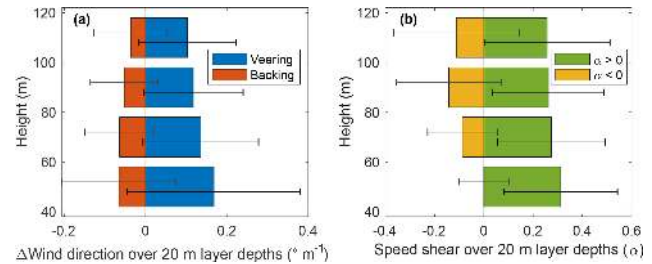 (a)
120
100
80
60
40
Height (m)
Veering
Backing
-0.2 0 0.2 0.4
ΔWind direction over 20 m layer depths (° m⁻¹)
(b)
120
100
80
60
40
Height (m)
α > 0
α < 0
-0.4 -0.2 0 0.2 0.4 0.6
Speed shear over 20 m layer depths (α)